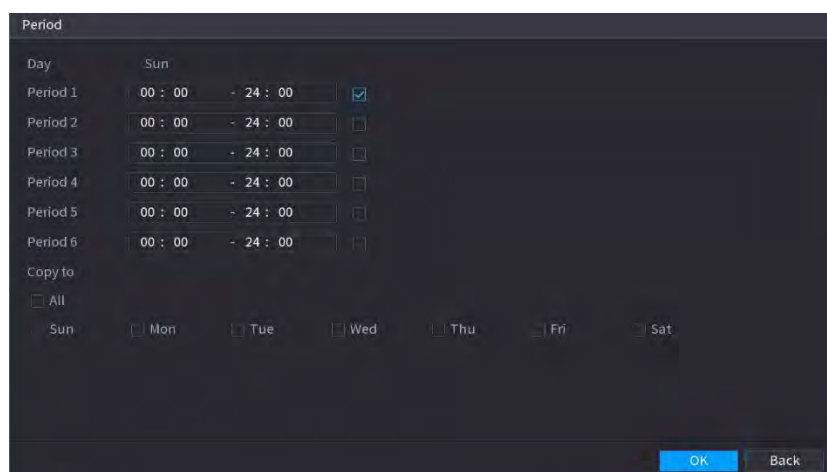 Period
Day Sun
Period 1 00 : 00 - 24 : 00
Period 2 00 : 00 - 24 : 00
Period 3 00 : 00 - 24 : 00
Period 4 00 : 00 - 24 : 00
Period 5 00 : 00 - 24 : 00
Period 6 00 : 00 - 24 : 00
Copy to
All
Sun Mon Tue Wed Thu Fri Sat
OK Back